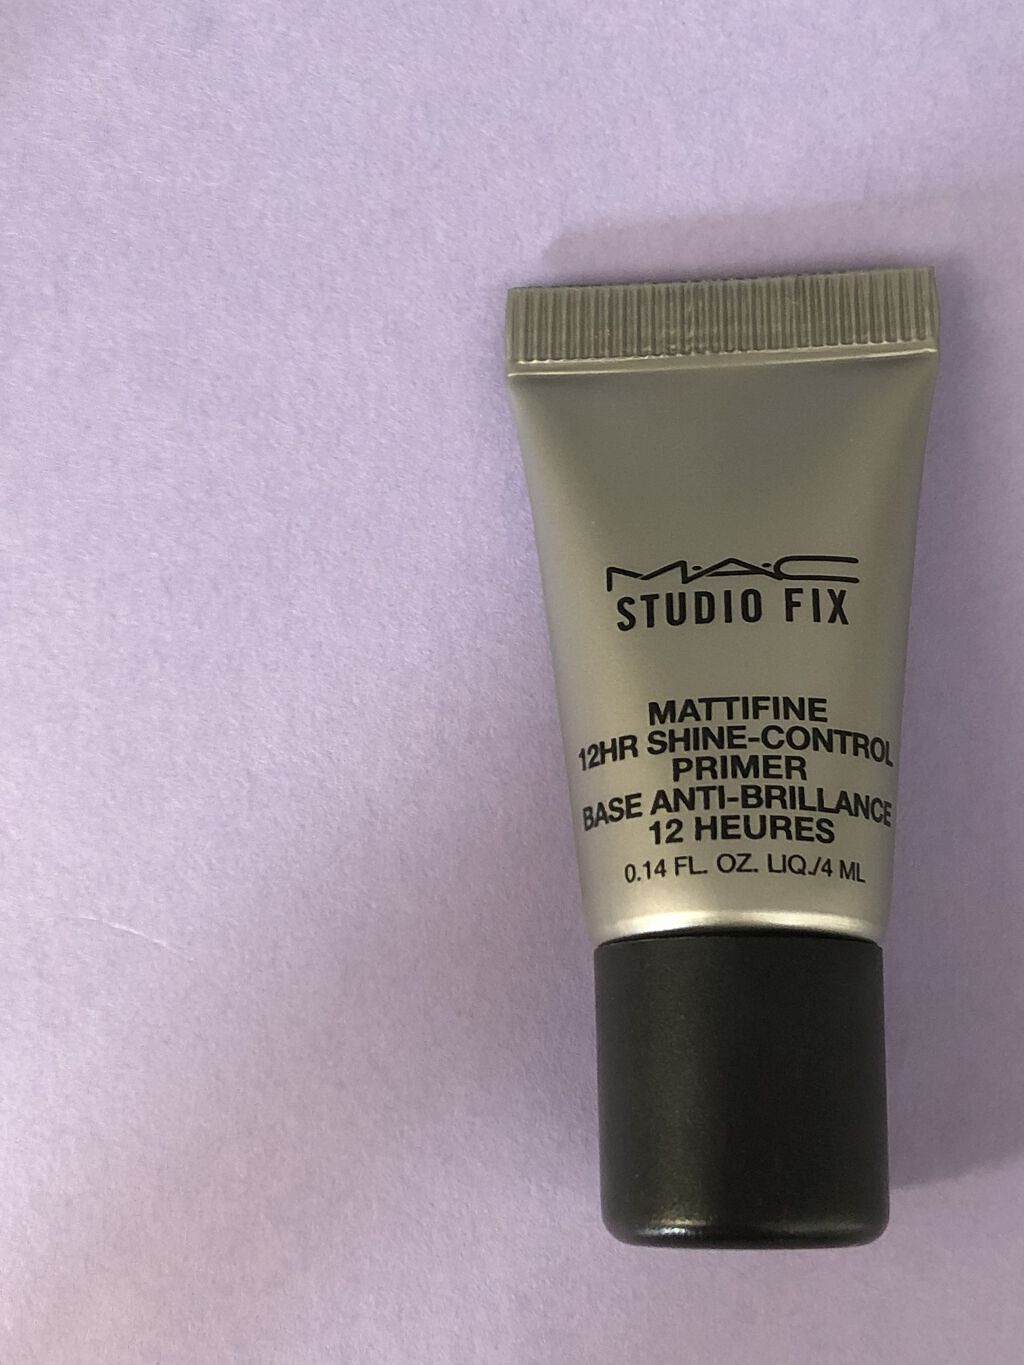 M·A·C
STUDIO FIX
MATTIFINE
12HR SHINE-CONTROL
PRIMER
BASE ANTI-BRILLANCE
12 HEURES
0.14 FL. OZ. LIQ./4 ML